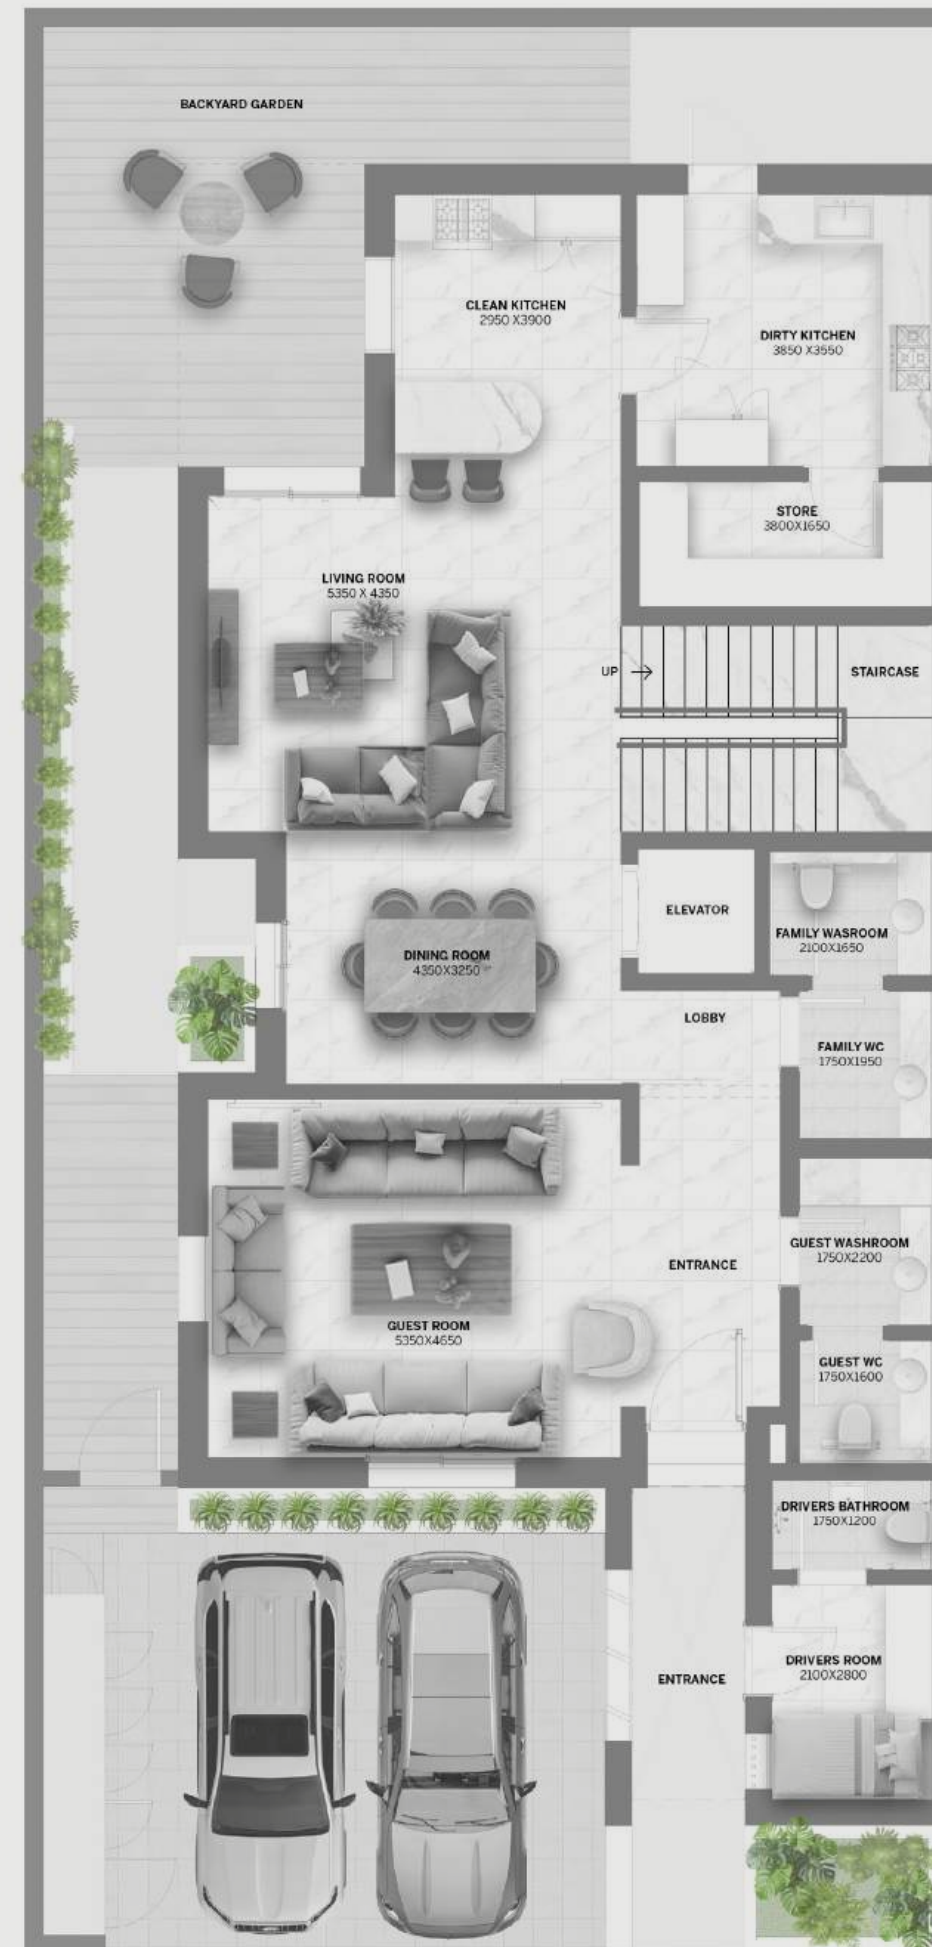 BACKYARD GARDEN
CLEAN KITCHEN
2950 X3900
DIRTY KITCHEN
3850 X3550
STORE
3800X1650
LIVING ROOM
5350 X 4350
UP
STAIRCASE
ELEVATOR
FAMILY WASROOM
2100X1650
DINING ROOM
4350X3250
LOBBY
FAMILY WC
1750X1950
GUEST WASHROOM
1750X2200
ENTRANCE
GUEST ROOM
5350X4650
GUEST WC
1750X1600
DRIVERS BATHROOM
1750X1200
DRIVERS ROOM
2100X2800
ENTRANCE